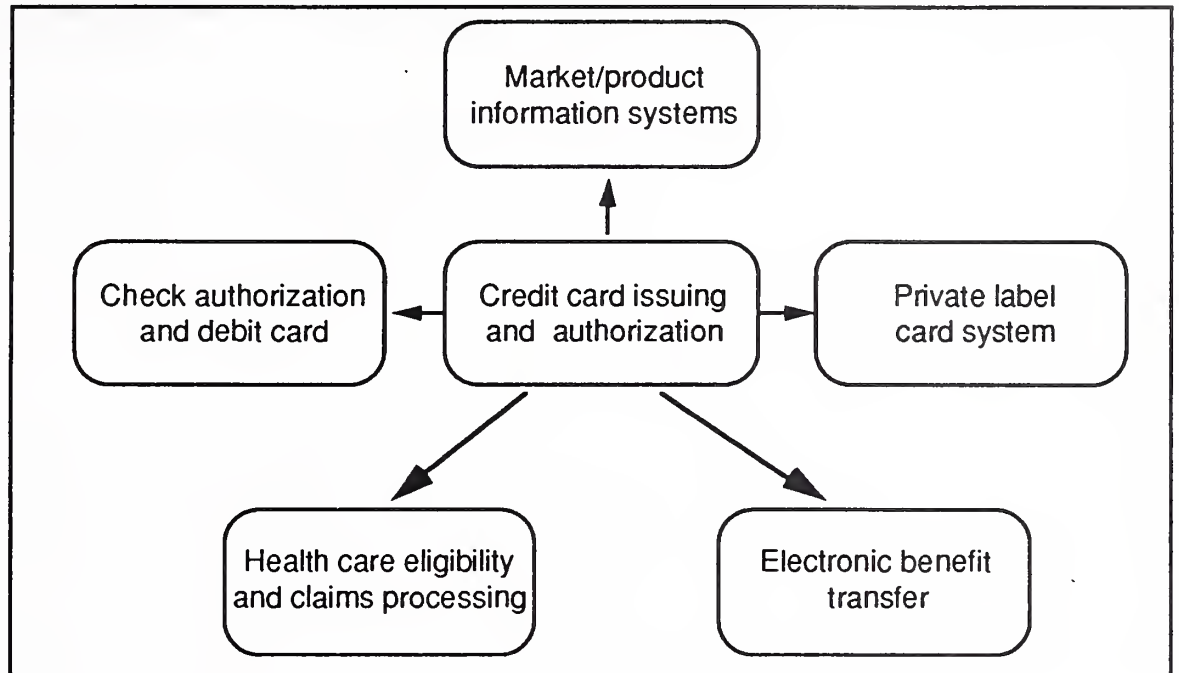 Market/product
information systems
Check authorization
and debit card
Credit card issuing
and authorization
Private label
card system
Health care eligibility
and claims processing
Electronic benefit
transfer